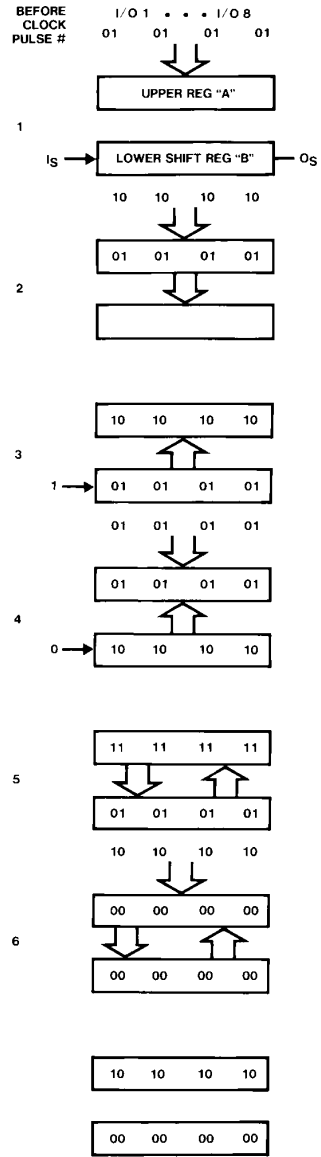 BEFORE
CLOCK
PULSE #
I/O 1 • • • I/O 8
01 01 01 01
UPPER REG "A"
1
IS LOWER SHIFT REG "B" OS
10 10 10 10
01 01 01 01
2
10 10 10 10
3
1 01 01 01 01
01 01 01 01
01 01 01 01
4
0 10 10 10 10
11 11 11 11
5
01 01 01 01
10 10 10 10
00 00 00 00
6
00 00 00 00
10 10 10 10
00 00 00 00